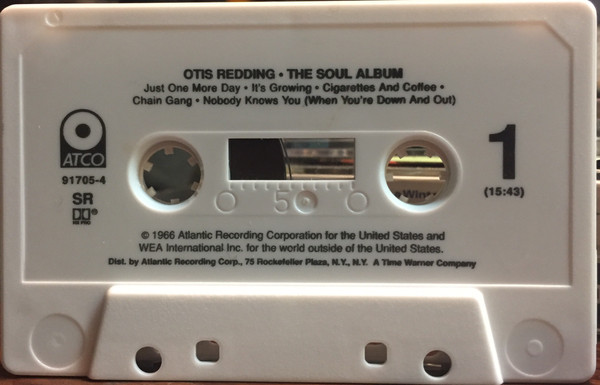 OTIS REDDING • THE SOUL ALBUM
Just One More Day • It's Growing • Cigarettes And Coffee •
Chain Gang • Nobody Knows You (When You're Down And Out)
ATCO
91705-4
SR
1
(15:43)
50
© 1966 Atlantic Recording Corporation for the United States and
WEA International Inc. for the world outside of the United States.
Dist. by Atlantic Recording Corp., 75 Rockefeller Plaza, N.Y., N.Y. A Time Warner Company